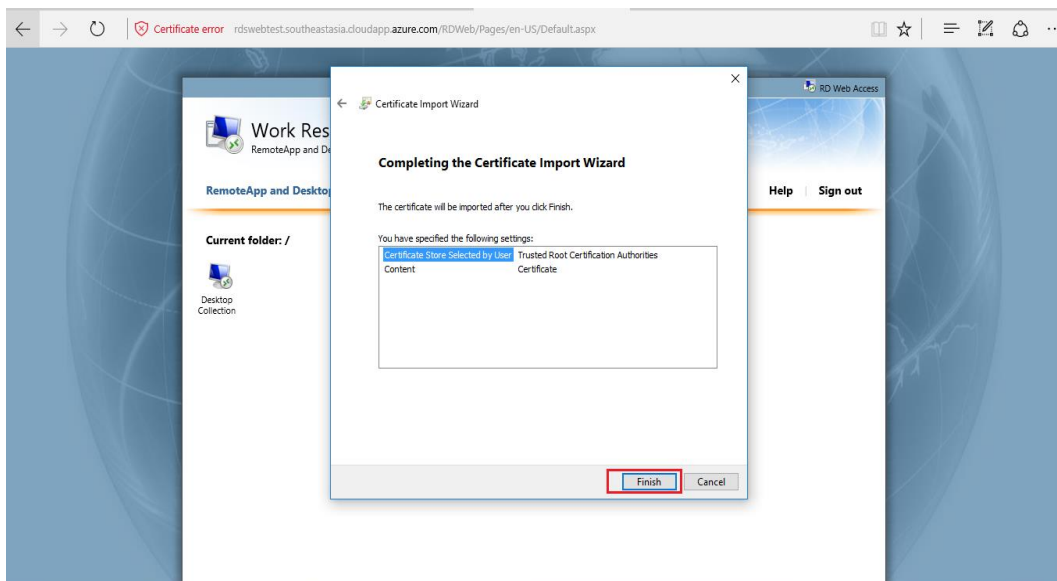 Certificate error rdswebtest.southeastasia.cloudapp.azure.com/RDWeb/Pages/en-US/Default.aspx
RD Web Access
Work Res
RemoteApp and De
RemoteApp and Desktop
Help Sign out
Current folder: /
Desktop
Collection
Certificate Import Wizard
Completing the Certificate Import Wizard
The certificate will be imported after you click Finish.
You have specified the following settings:
Certificate Store Selected by User Trusted Root Certification Authorities
Content Certificate
Finish Cancel